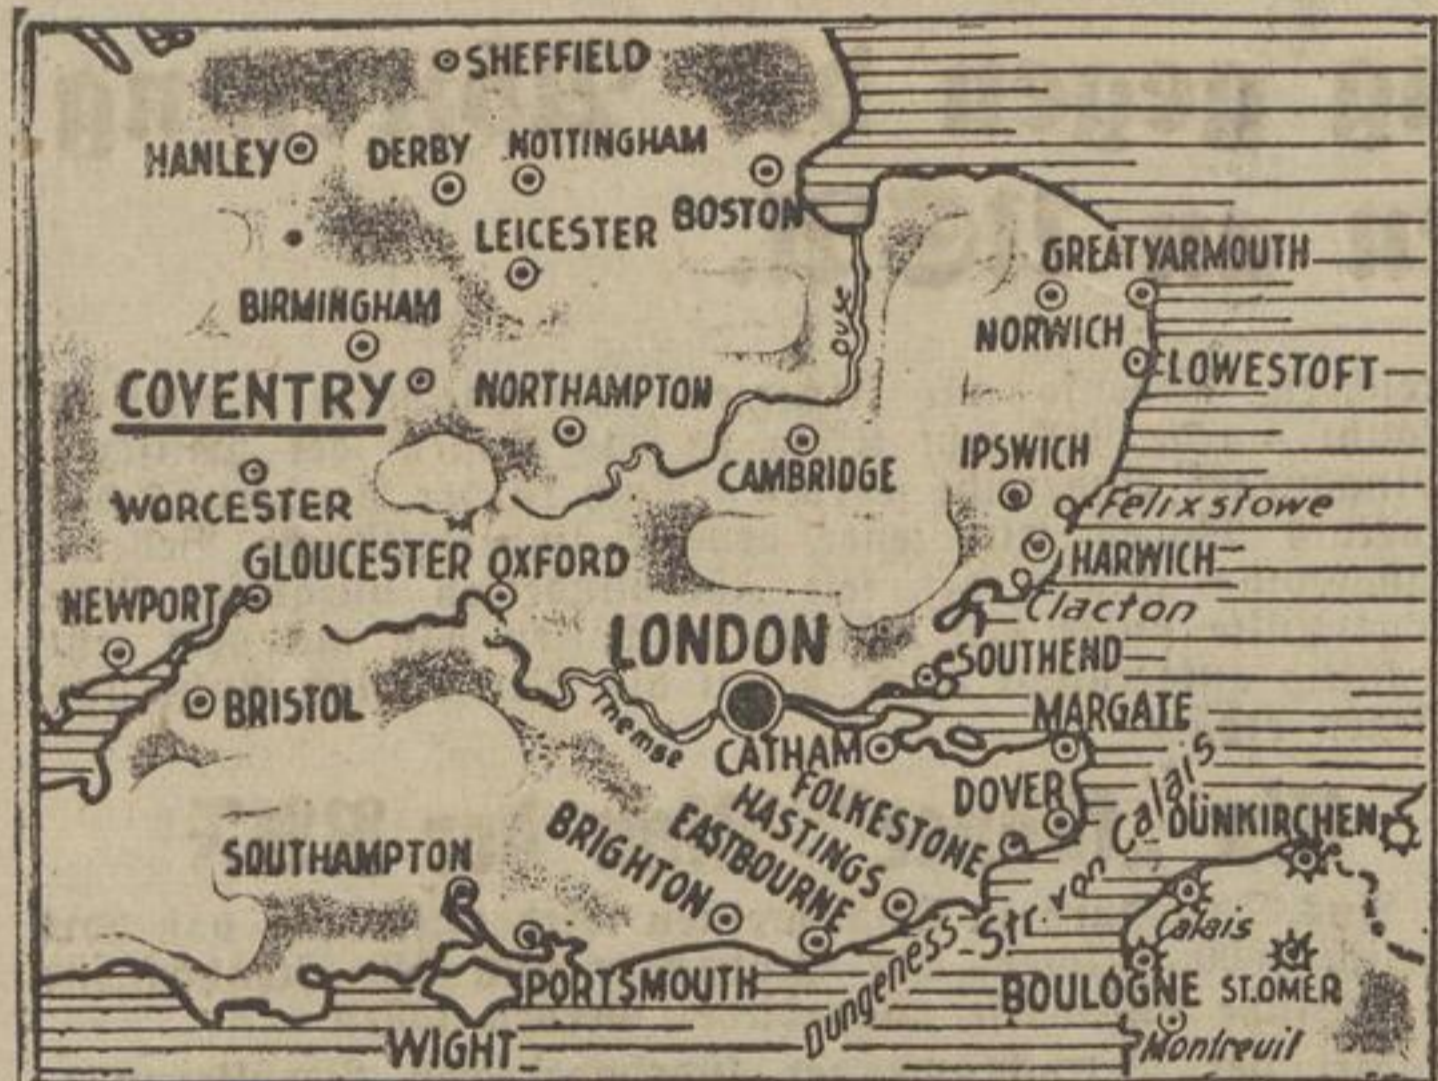 SHEFFIELD
HANLEY
DERBY
NOTTINGHAM
BOSTON
LEICESTER
GREAT YARMOUTH
BIRMINGHAM
OUSE
NORWICH
LOWESTOFT
COVENTRY
NORTHAMPTON
CAMBRIDGE
IPSWICH
WORCESTER
Felixstowe
GLOUCESTER
OXFORD
HARWICH
NEWPORT
Clacton
LONDON
SOUTHEND
BRISTOL
Themse
MARGATE
CATHAM
FOLKESTONE
DOVER
HASTINGS
EASTBOURNE
BRIGHTON
Str. von Calais
DÜNKIRCHEN
SOUTHAMPTON
Calais
Dungeness
PORTSMOUTH
BOULOGNE
ST.OMER
WIGHT
Montreuil